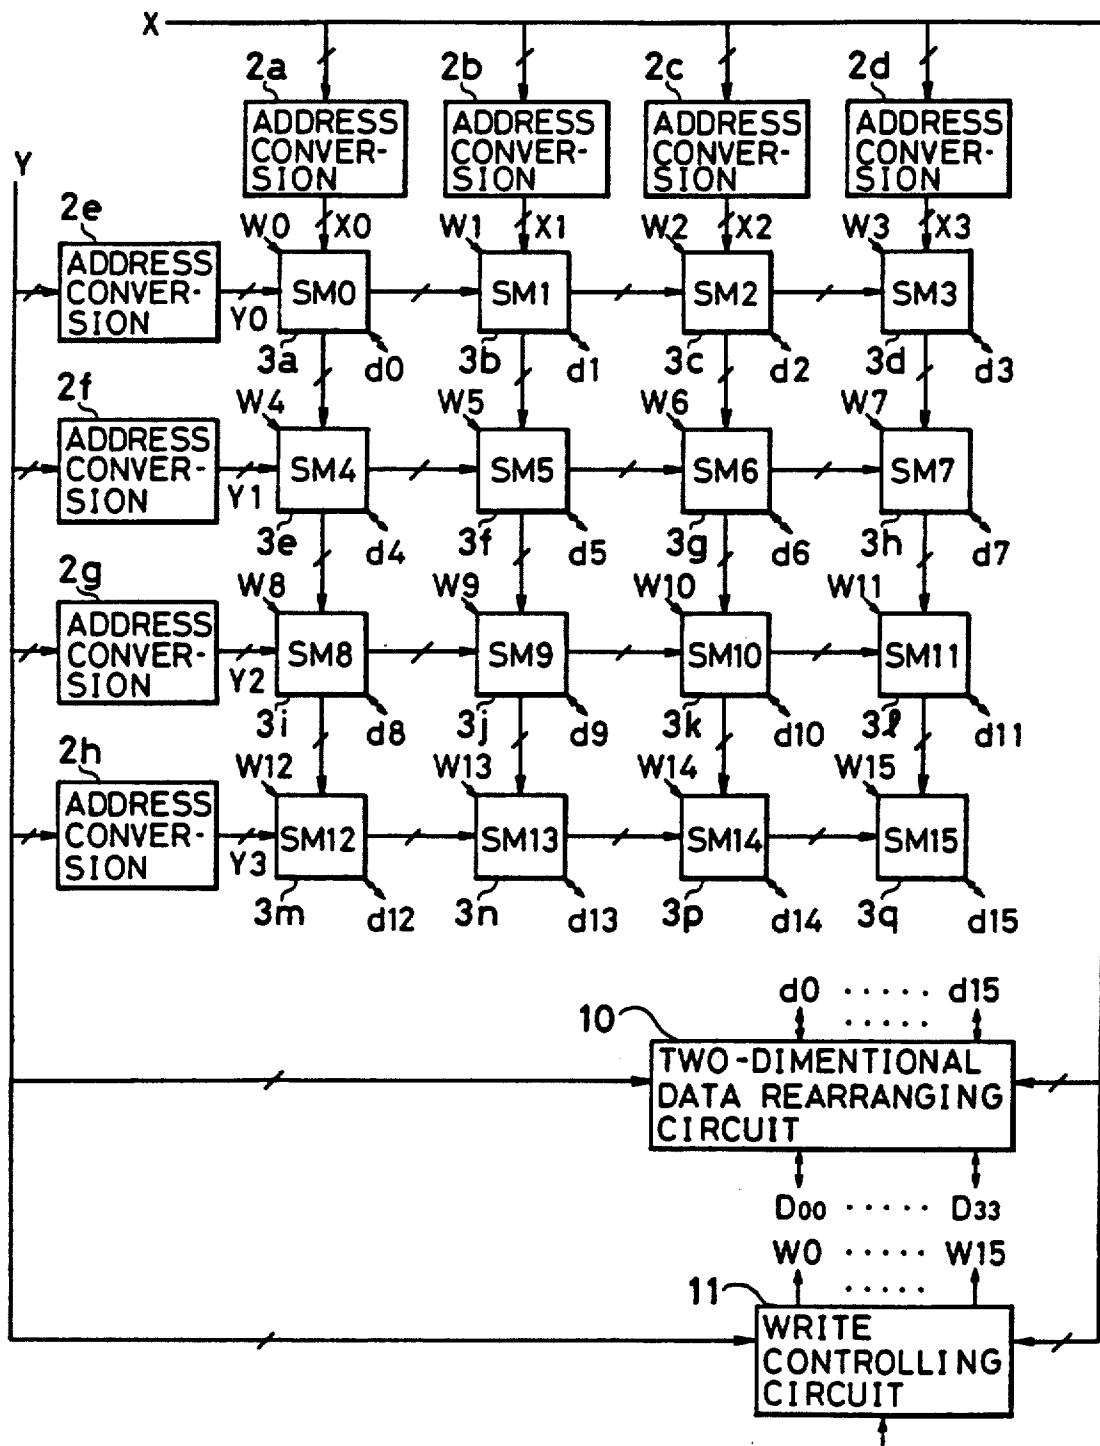 X
2a 2b 2c 2d
ADDRESS CONVER- SION
ADDRESS CONVER- SION
ADDRESS CONVER- SION
ADDRESS CONVER- SION
Y
W0 X0 W1 X1 W2 X2 W3 X3
2e
ADDRESS CONVER- SION
Y0
SM0 SM1 SM2 SM3
3a d0 3b d1 3c d2 3d d3
2f
W4 W5 W6 W7
ADDRESS CONVER- SION
Y1
SM4 SM5 SM6 SM7
3e d4 3f d5 3g d6 3h d7
2g
W8 W9 W10 W11
ADDRESS CONVER- SION
Y2
SM8 SM9 SM10 SM11
3i d8 3j d9 3k d10 3ℓ d11
2h
W12 W13 W14 W15
ADDRESS CONVER- SION
Y3
SM12 SM13 SM14 SM15
3m d12 3n d13 3p d14 3q d15
d0 ..... d15
.....
10
TWO-DIMENTIONAL
DATA REARRANGING
CIRCUIT
D00 ..... D33
W0 ..... W15
.....
11
WRITE
CONTROLLING
CIRCUIT